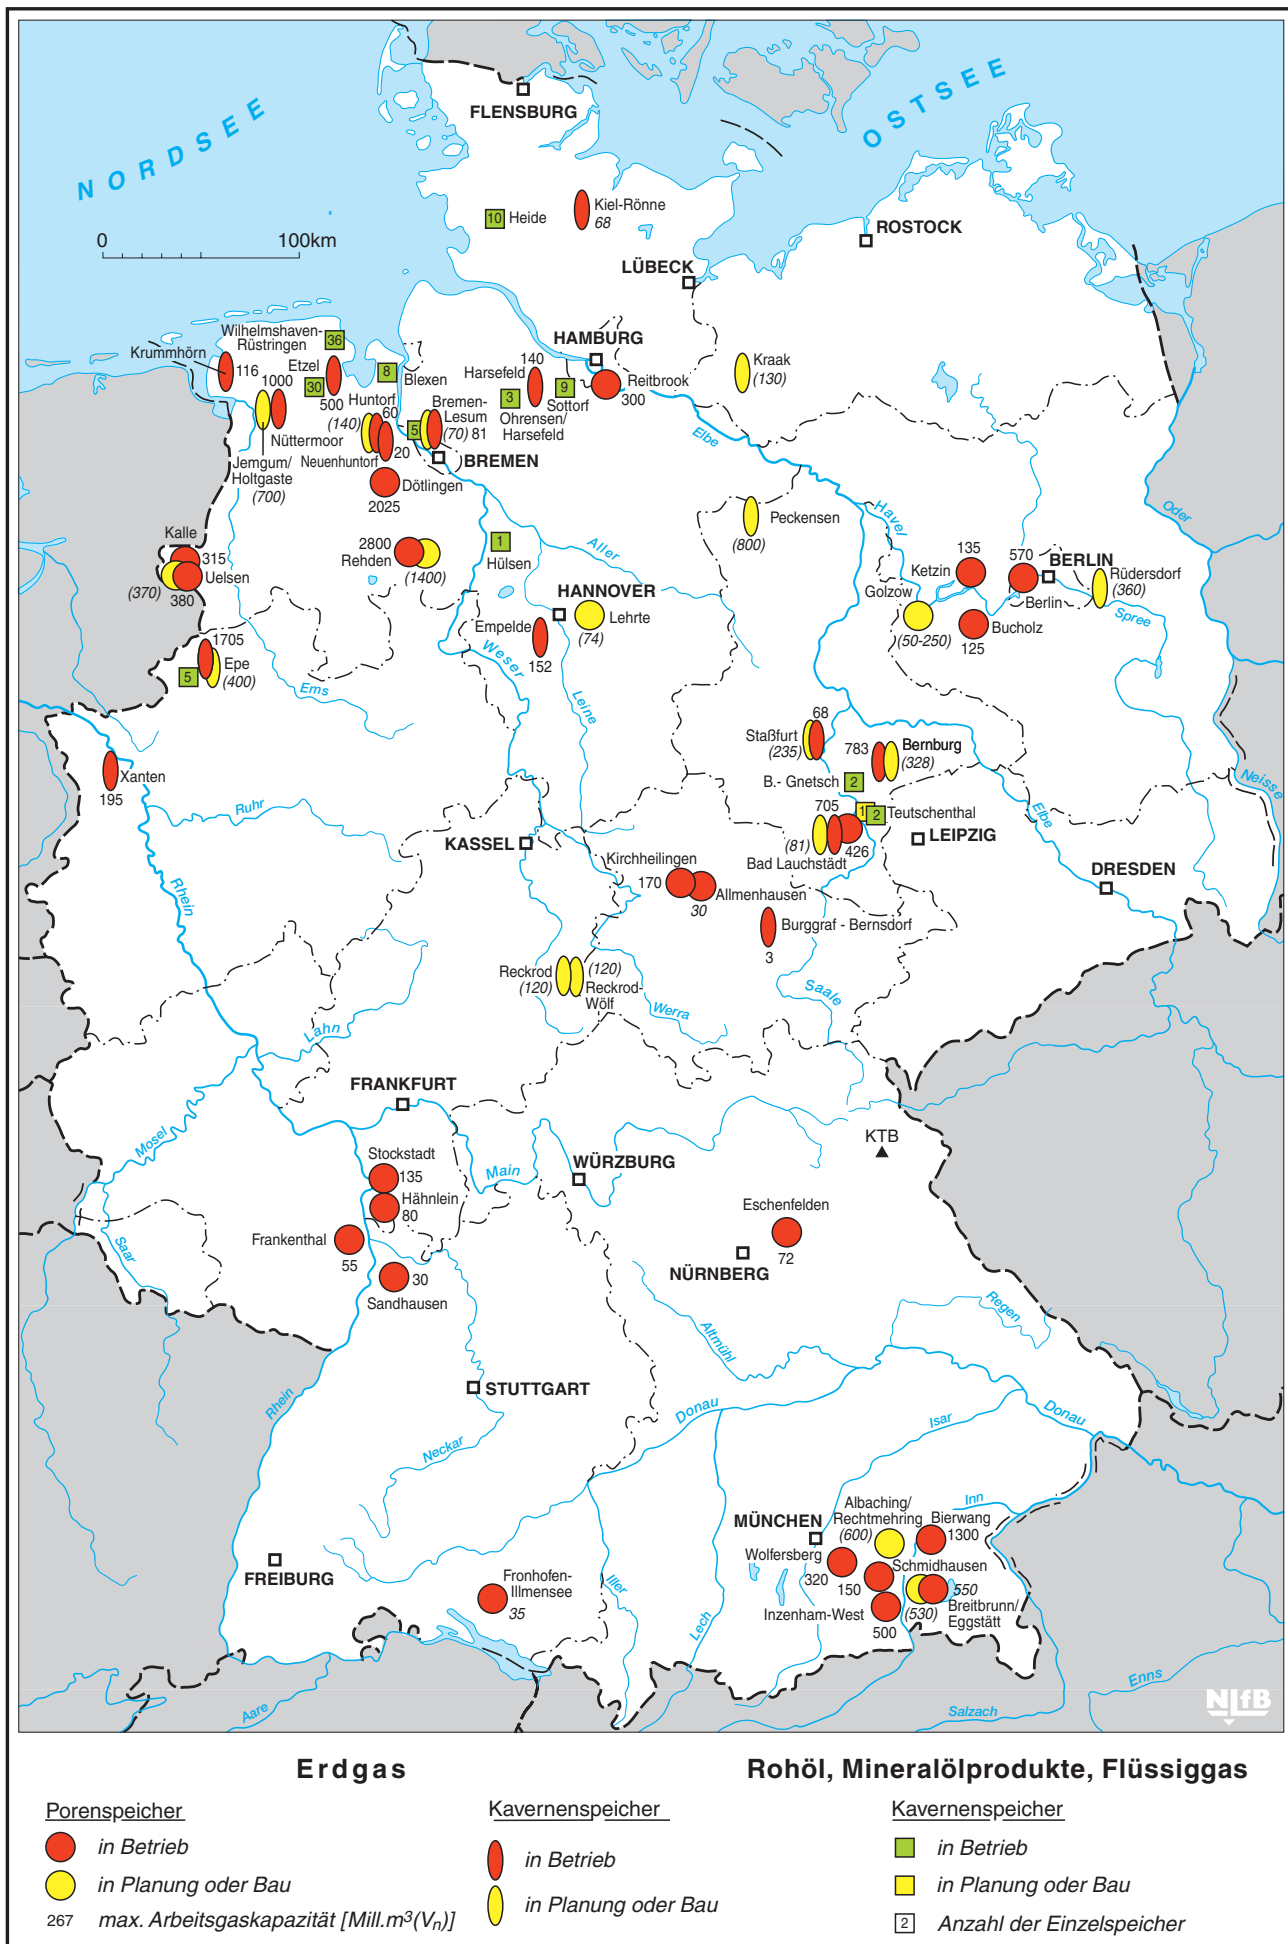 NORDSEE
OSTSEE
FLENSBURG
Kiel-Rönne
68
10
Heide
0
100km
ROSTOCK
LÜBECK
Wilhelmshaven-
Rüstringen
36
Krummhörn
116
Etzel
30
500
1000
Nüttermoor
Jemgum/
Holtgaste
(700)
8
Blexen
Huntorf
60
(140)
Neuenhuntorf
20
5
Bremen-
Lesum
(70) 81
BREMEN
Harsefeld
140
3
Ohrensen/
Harsefeld
9
Sottorf
HAMBURG
Reitbrook
300
Kraak
(130)
Elbe
Dötlingen
2025
Kalle
315
Uelsen
(370)
380
2800
Rehden
(1400)
1
Hülsen
Aller
Peckensen
(800)
Havel
Oder
HANNOVER
Lehrte
(74)
Empelde
152
Weser
Leine
135
Ketzin
Golzow
(50-250)
570
BERLIN
Berlin
Bucholz
125
Rüdersdorf
(360)
Spree
1705
Epe
5
(400)
Ems
Xanten
195
Ruhr
Rhein
68
Staßfurt
(235)
783
Bernburg
(328)
B.- Gnetsch
2
1
2
Teutschenthal
705
(81)
426
Bad Lauchstädt
LEIPZIG
Elbe
Neisse
DRESDEN
KASSEL
Kirchheilingen
170
Allmenhausen
30
Burggraf - Bernsdorf
3
Reckrod
(120)
(120)
Reckrod-
Wölf
Werra
Saale
Lahn
FRANKFURT
Mosel
Main
WÜRZBURG
KTB
Stockstadt
135
Hähnlein
80
Saar
Frankenthal
55
30
Sandhausen
Eschenfelden
72
NÜRNBERG
Regen
Altmühl
Rhein
STUTTGART
Neckar
Donau
Isar
Donau
Inn
MÜNCHEN
Albaching/
Rechtmehring
(600)
Bierwang
1300
Wolfersberg
320
Schmidhausen
150
Inzenham-West
500
550
(530)
Breitbrunn/
Eggstätt
FREIBURG
Fronhofen-
Illmensee
35
Iller
Lech
Aare
Salzach
Enns
NLfB
Erdgas
Rohöl, Mineralölprodukte, Flüssiggas
Porenspeicher
in Betrieb
in Planung oder Bau
267 max. Arbeitsgaskapazität [Mill.m³(Vₙ)]
Kavernenspeicher
in Betrieb
in Planung oder Bau
Kavernenspeicher
in Betrieb
in Planung oder Bau
2 Anzahl der Einzelspeicher